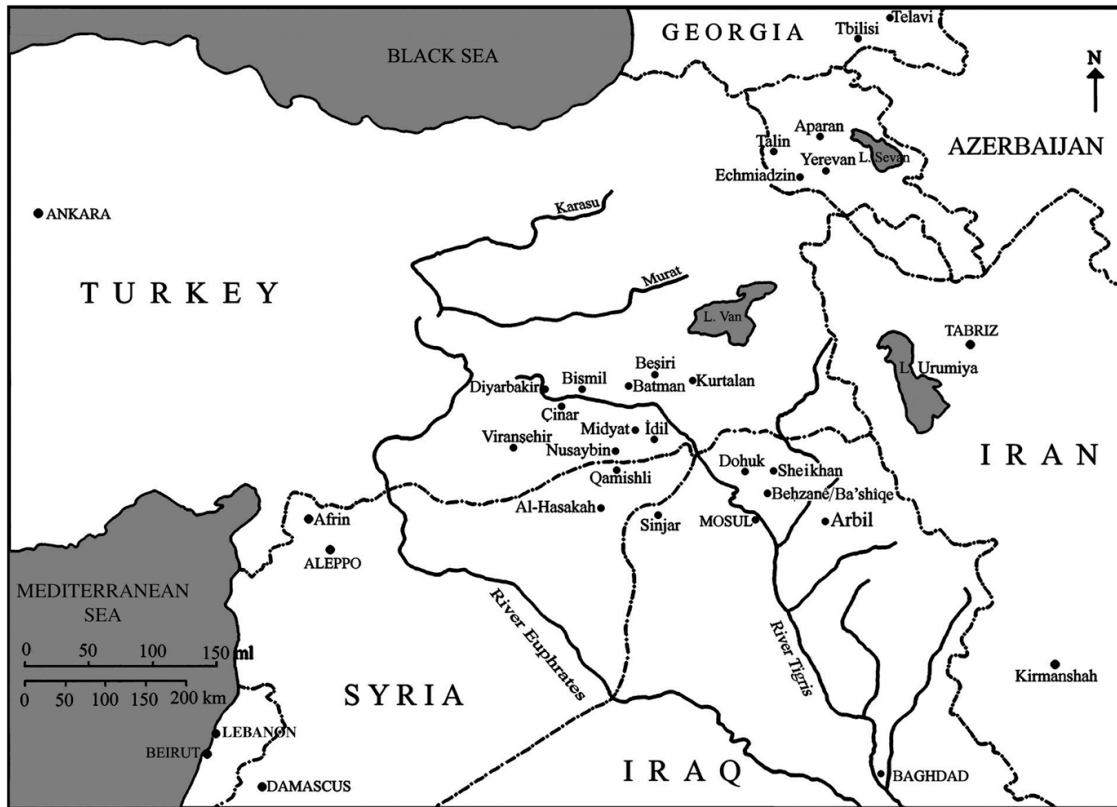 Telavi
Tbilisi
GEORGIA
BLACK SEA
N
Aparan
Talin
L. Sevan
AZERBAIJAN
Yerevan
Echmiadzin
Karasu
ANKARA
Murat
TURKEY
L. Van
TABRIZ
L. Urumiya
Beşiri
Diyarbakir
Bismil
Batman
Kurtalan
Çinar
Midyat
İdil
Viranşehir
Nusaybin
IRAN
Qamishli
Dohuk
Sheikhan
Beḥzane/Ba'shiqe
Al-Hasakah
Afrin
Sinjar
MOSUL
Arbil
ALEPPO
MEDITERRANEAN
SEA
River Euphrates
River Tigris
0 50 100 150 ml
0 50 100 150 200 km
SYRIA
Kirmanshah
LEBANON
BEIRUT
IRAQ
BAGHDAD
DAMASCUS